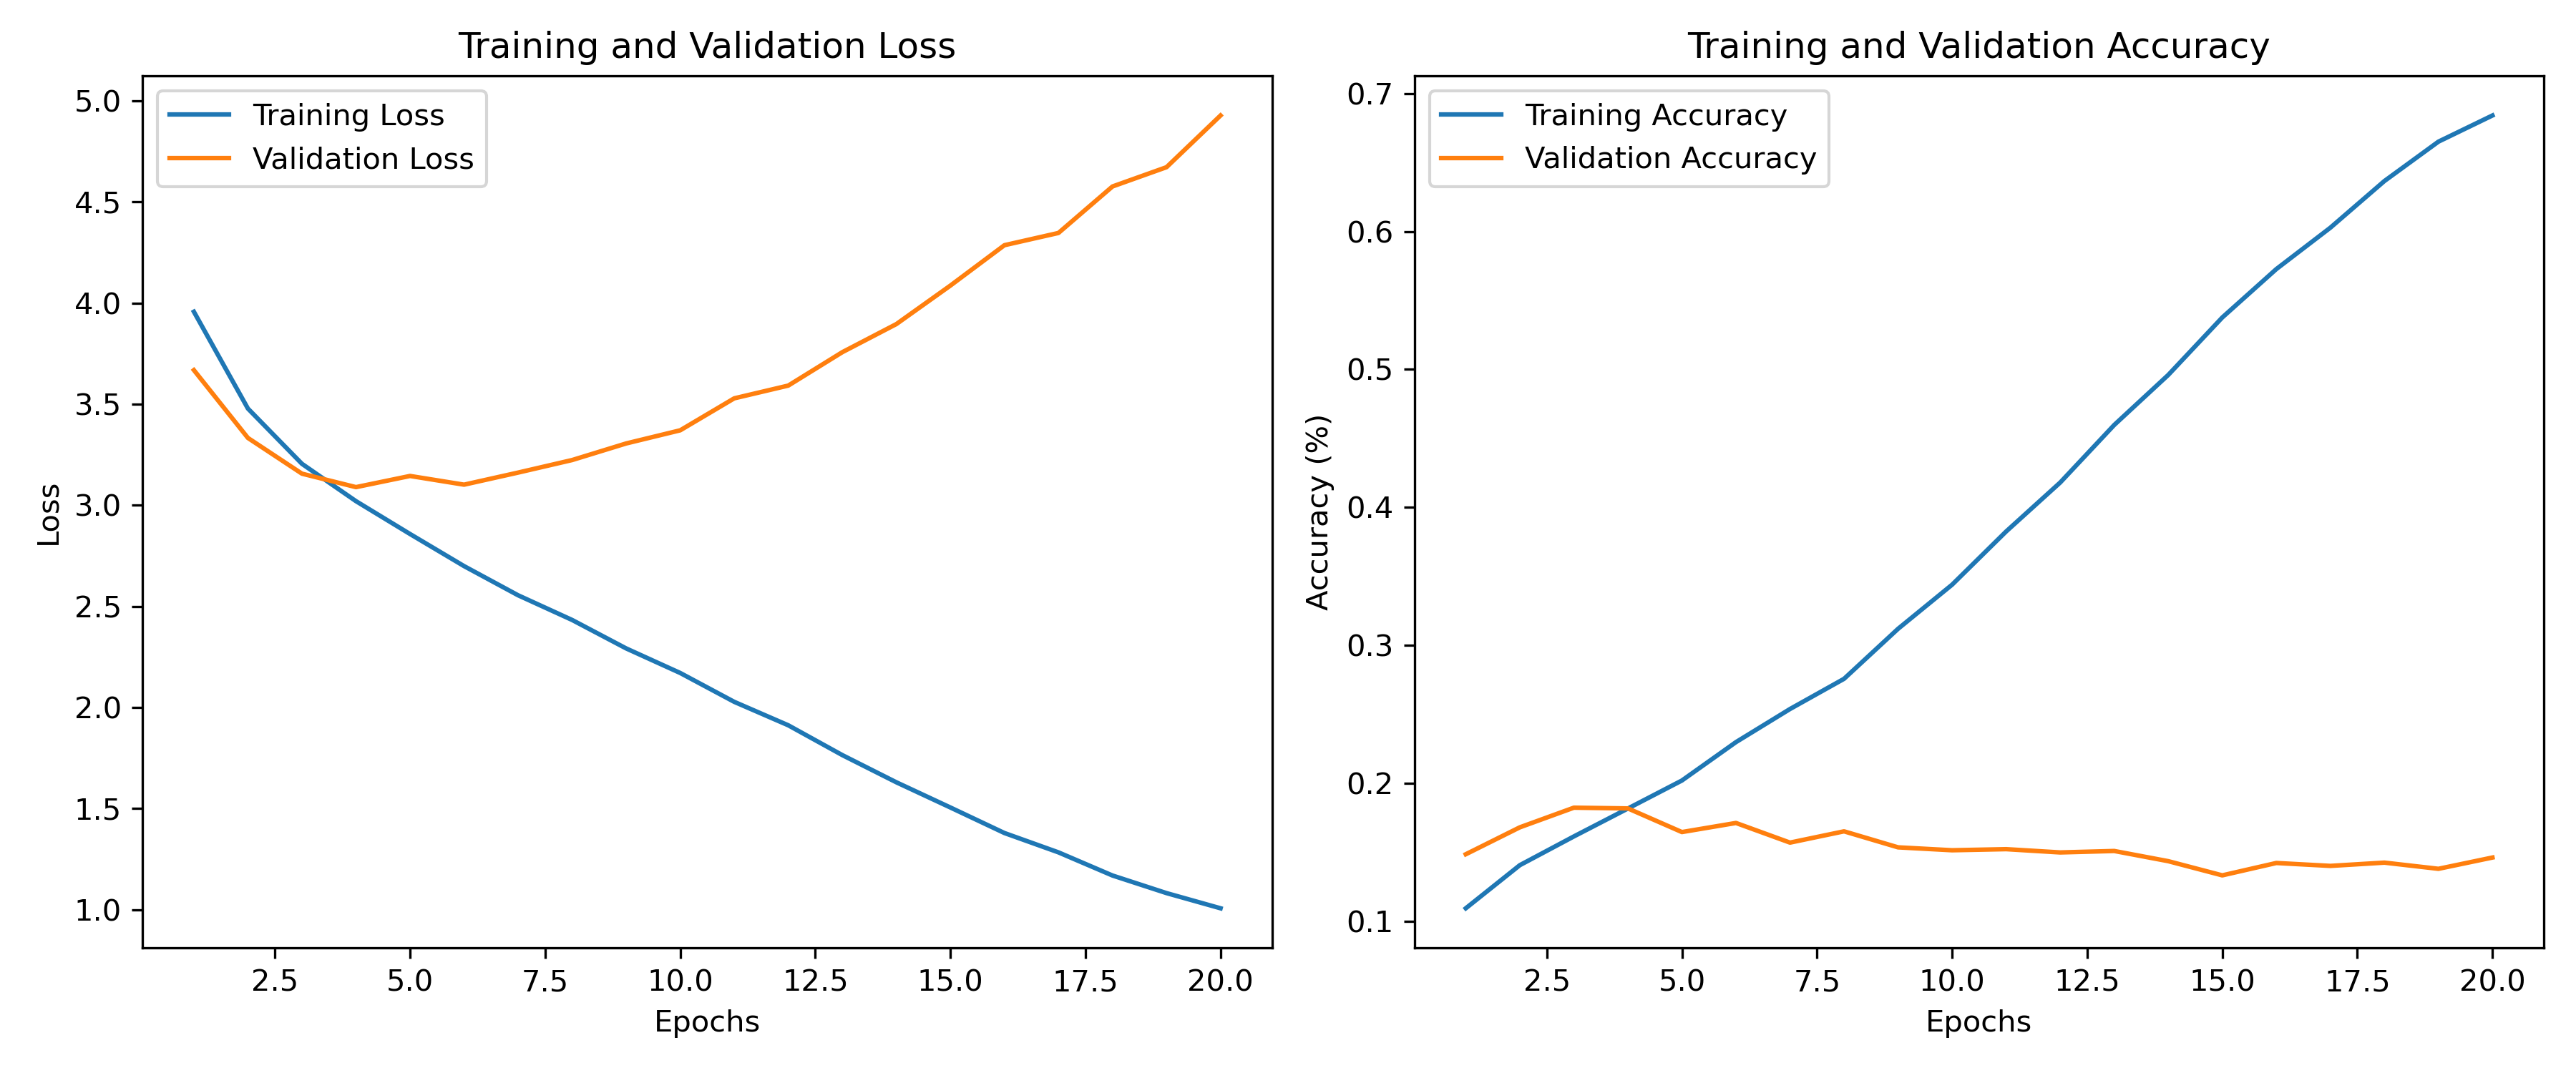 Training and Validation Loss
Training Loss
Validation Loss
5.0
4.5
4.0
3.5
3.0
2.5
2.0
1.5
1.0
Loss
2.5 5.0 7.5 10.0 12.5 15.0 17.5 20.0
Epochs
Training and Validation Accuracy
Training Accuracy
Validation Accuracy
0.7
0.6
0.5
0.4
0.3
0.2
0.1
Accuracy (%)
2.5 5.0 7.5 10.0 12.5 15.0 17.5 20.0
Epochs